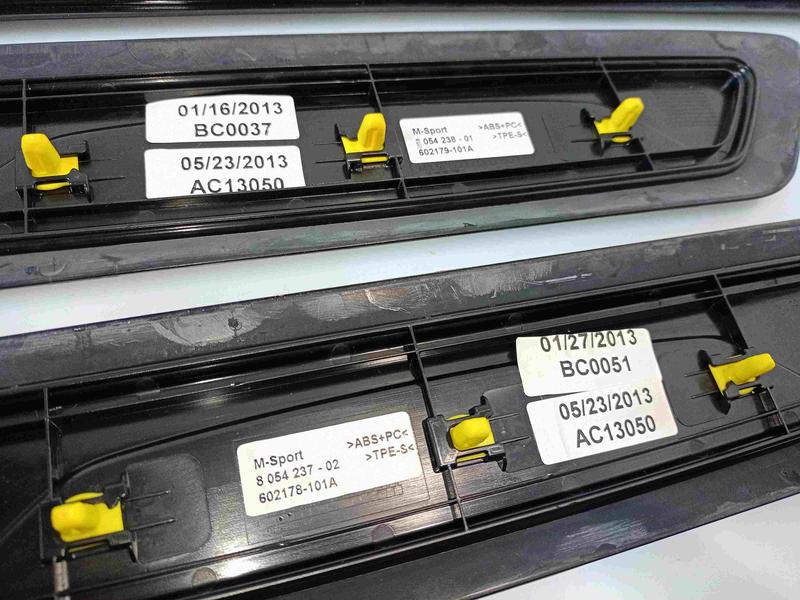 01/16/2013
BC0037
05/23/2013
AC13050
M-Sport >ABS+PC<
8 054 238 - 01 >TPE-S<
602179-101A
01/27/2013
BC0051
05/23/2013
AC13050
M-Sport >ABS+PC<
8 054 237 - 02 >TPE-S<
602178-101A